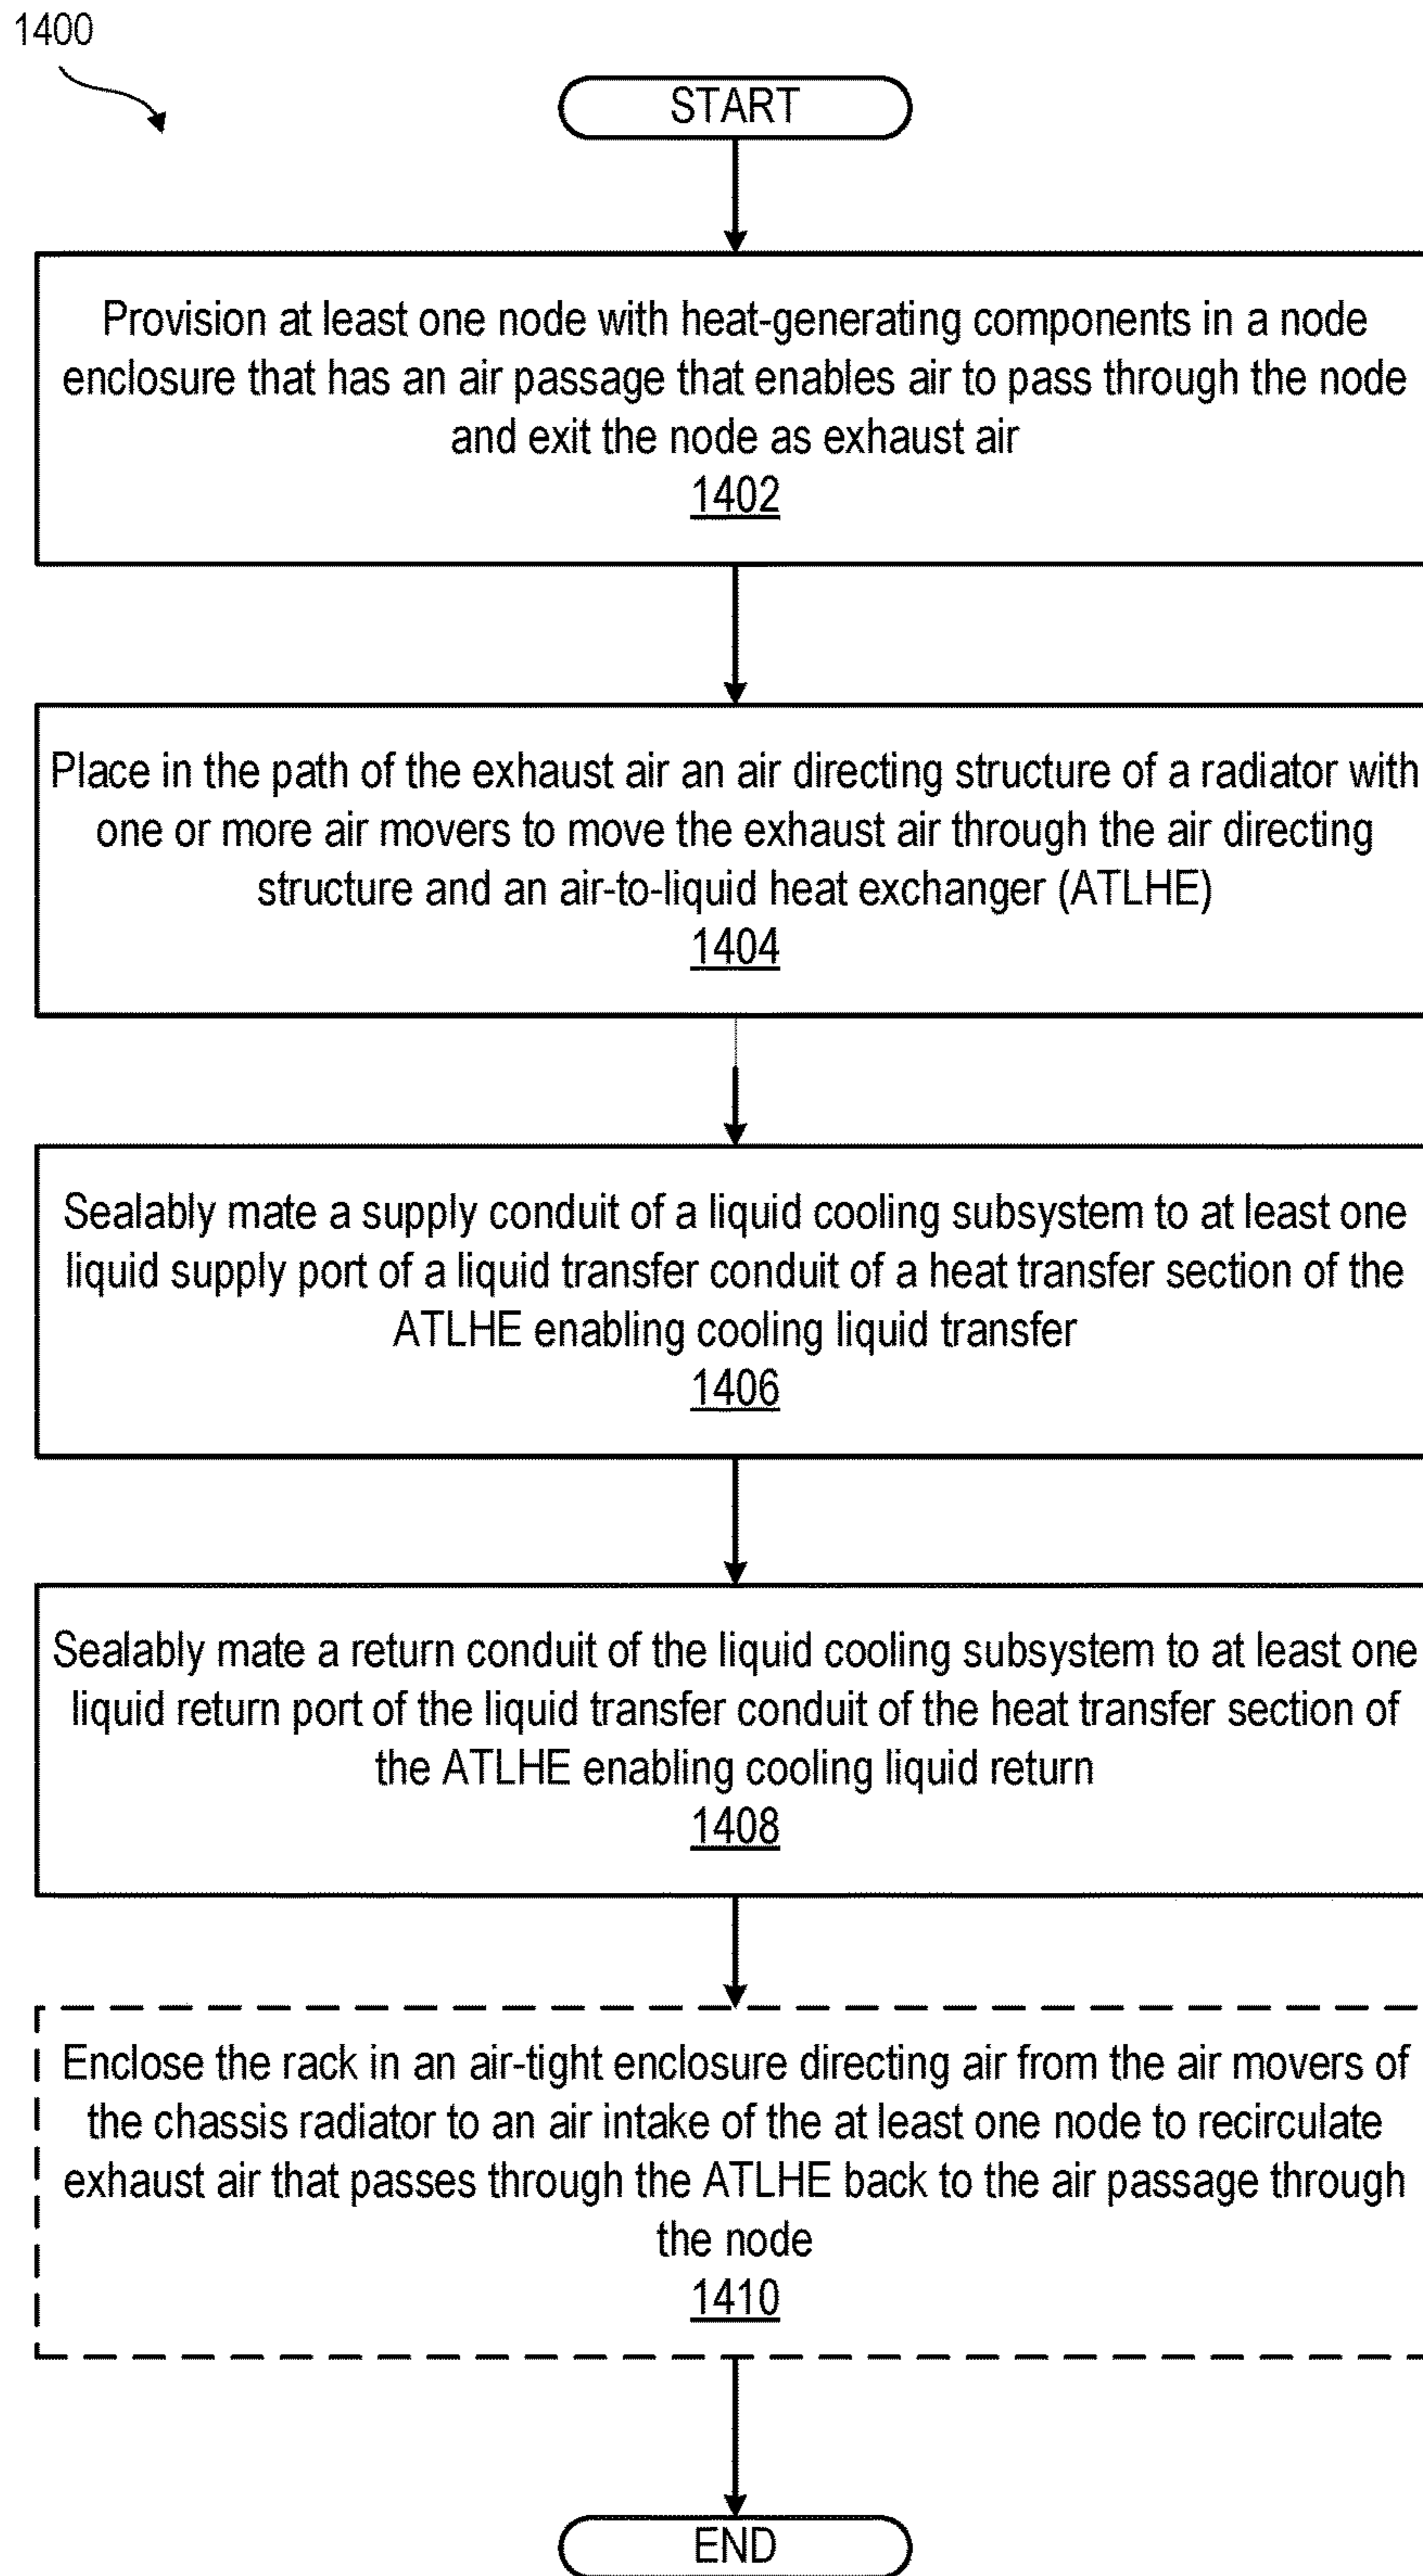 1400
START
Provision at least one node with heat-generating components in a node
enclosure that has an air passage that enables air to pass through the node
and exit the node as exhaust air
1402
Place in the path of the exhaust air an air directing structure of a radiator with
one or more air movers to move the exhaust air through the air directing
structure and an air-to-liquid heat exchanger (ATLHE)
1404
Sealably mate a supply conduit of a liquid cooling subsystem to at least one
liquid supply port of a liquid transfer conduit of a heat transfer section of the
ATLHE enabling cooling liquid transfer
1406
Sealably mate a return conduit of the liquid cooling subsystem to at least one
liquid return port of the liquid transfer conduit of the heat transfer section of
the ATLHE enabling cooling liquid return
1408
Enclose the rack in an air-tight enclosure directing air from the air movers of
the chassis radiator to an air intake of the at least one node to recirculate
exhaust air that passes through the ATLHE back to the air passage through
the node
1410
END